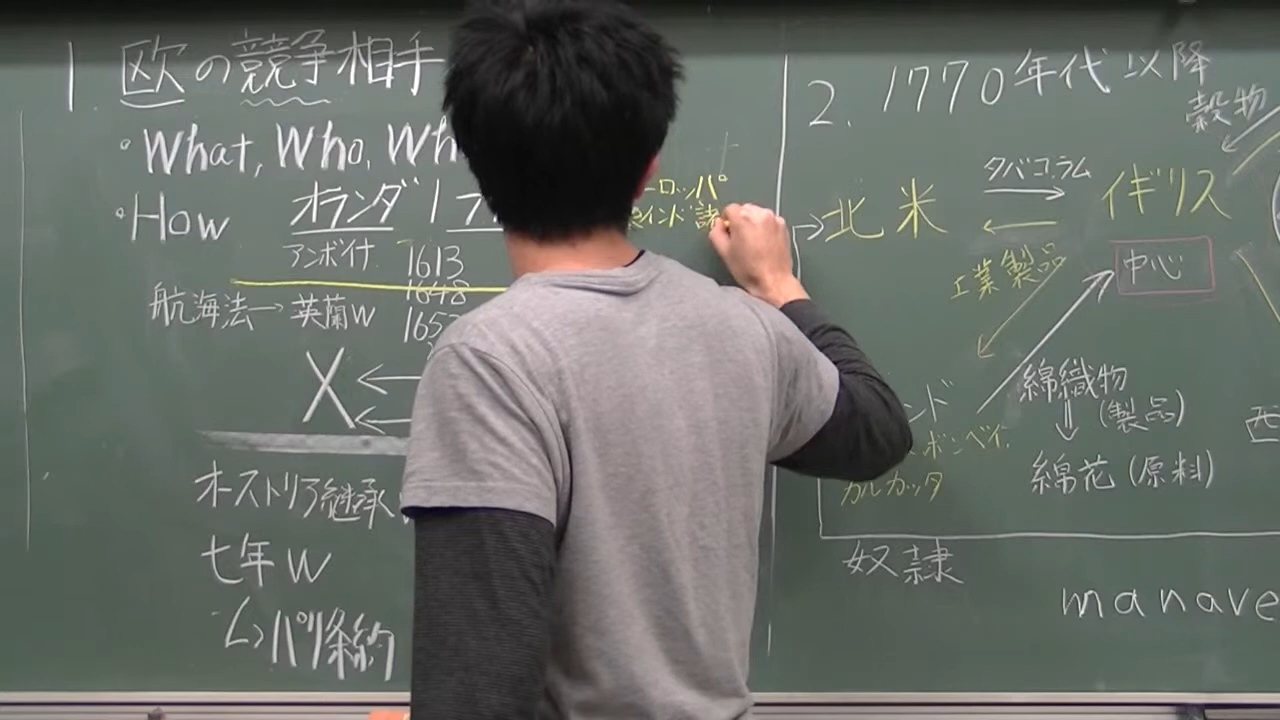 1. 欧の競争相手
・What, Who, Wh
・How オランダ | フ
アンボイナ 1613
1648
航海法→英蘭W 165
X ← ←
オーストリア継承
七年W
↳パリ条約
ーロッパ
インド諸
2. 1770年代以降
穀物
タバコ、ラム
→北米 → ← イギリス
工業製品
中心
ンド
綿織物
(製品)
ボンベイ、
カルカッタ
綿花(原料)
西
奴隷
manave